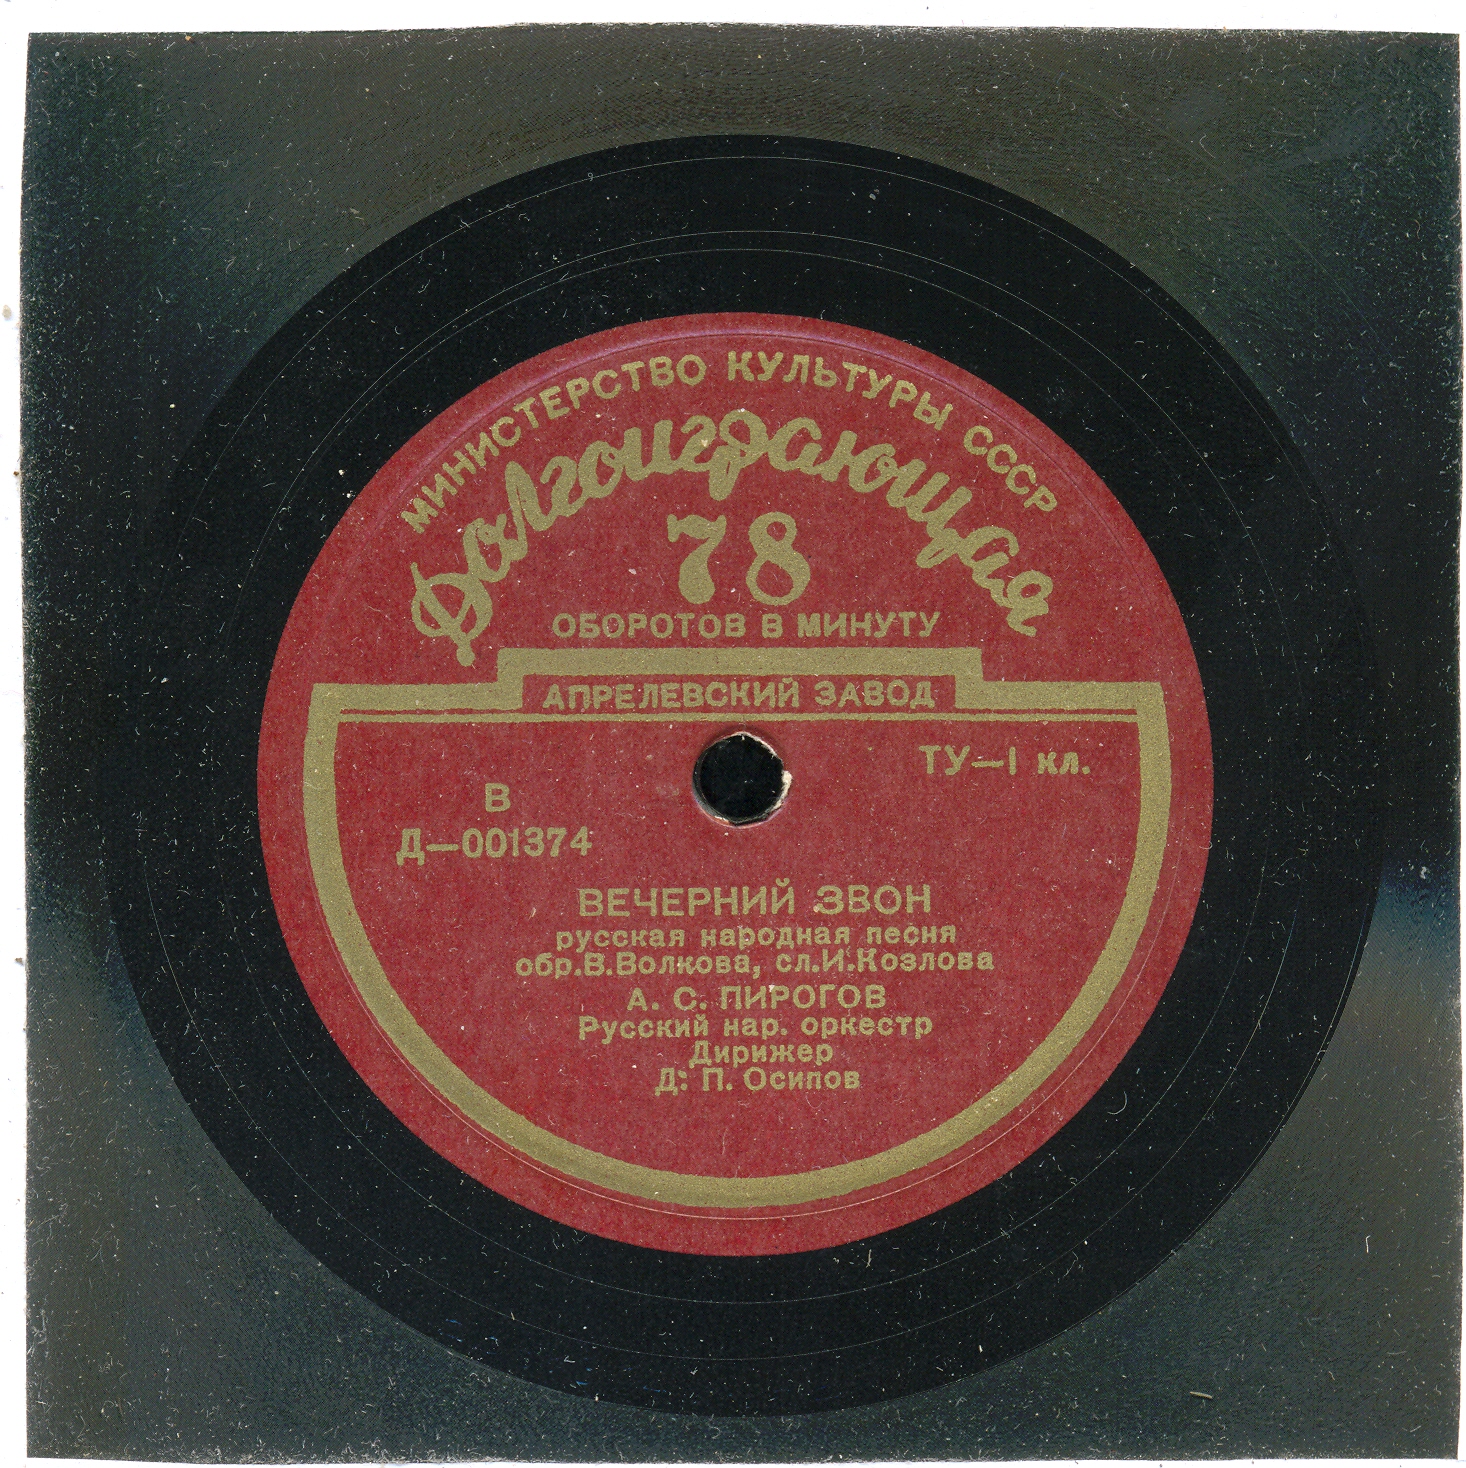 МИНИСТЕРСТВО КУЛЬТУРЫ СССР
Долгоиграющая
78
ОБОРОТОВ В МИНУТУ
АПРЕЛЕВСКИЙ ЗАВОД
ТУ—I кл.
В
Д—001374
ВЕЧЕРНИЙ ЗВОН
русская народная песня
обр.В.Волкова, сл.И.Козлова
А. С. ПИРОГОВ
Русский нар. оркестр
Дирижер
Д: П. Осипов